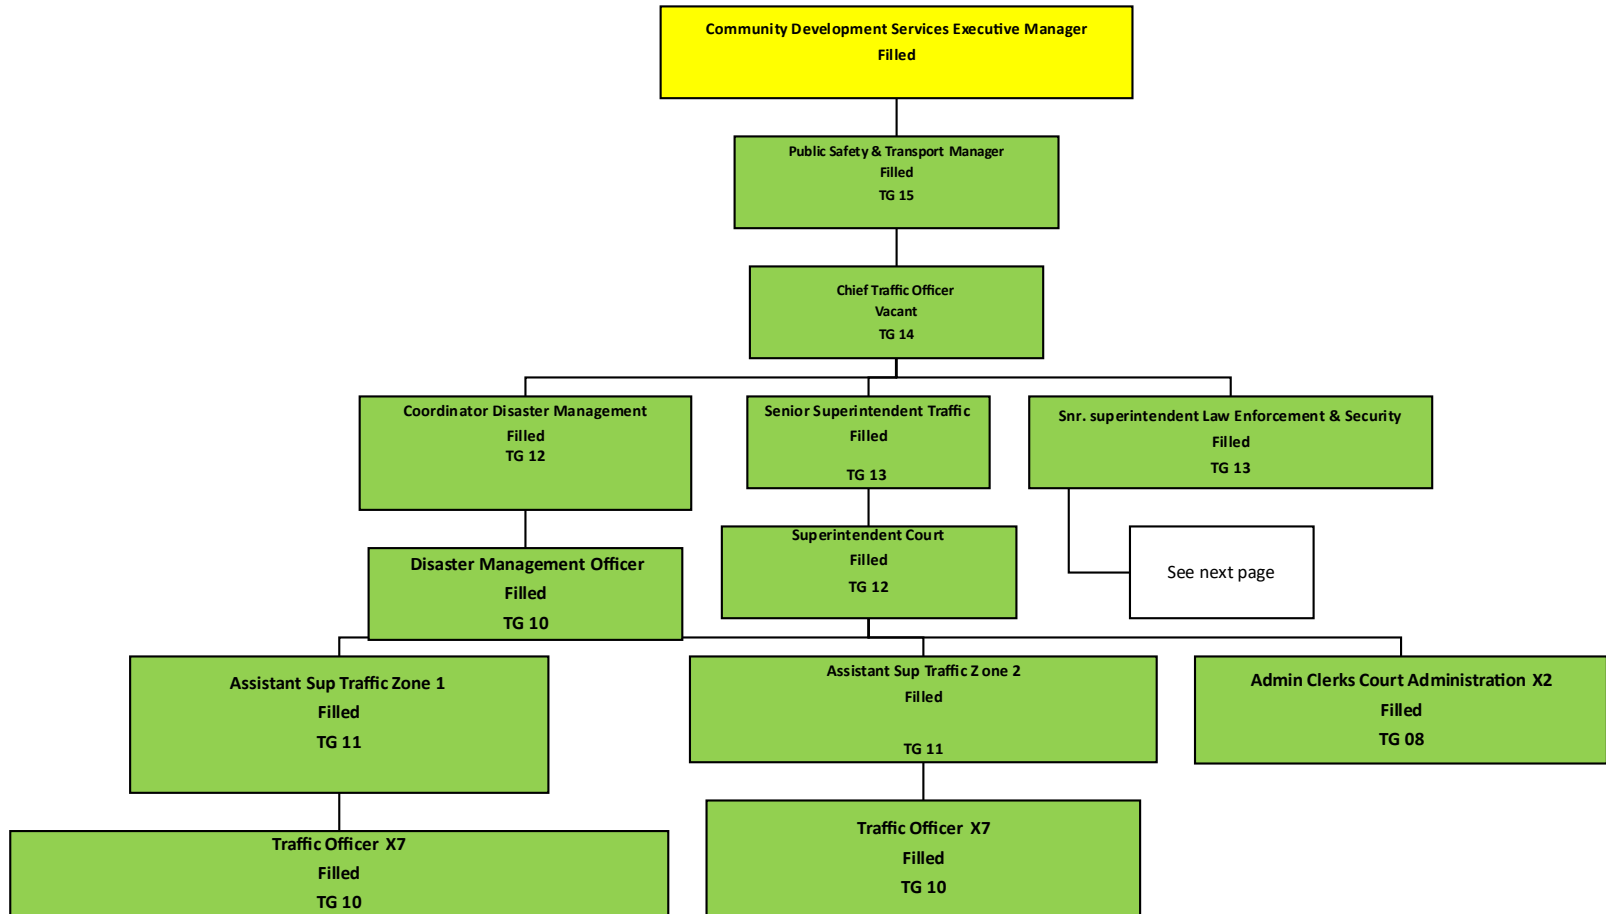 Community Development Services Executive Manager
Filled
Public Safety & Transport Manager
Filled
TG 15
Chief Traffic Officer
Vacant
TG 14
Coordinator Disaster Management
Filled
TG 12
Senior Superintendent Traffic
Filled
TG 13
Snr. superintendent Law Enforcement & Security
Filled
TG 13
Disaster Management Officer
Filled
TG 10
Superintendent Court
Filled
TG 12
See next page
Assistant Sup Traffic Zone 1
Filled
TG 11
Assistant Sup Traffic Zone 2
Filled
TG 11
Admin Clerks Court Administration X2
Filled
TG 08
Traffic Officer X7
Filled
TG 10
Traffic Officer X7
Filled
TG 10